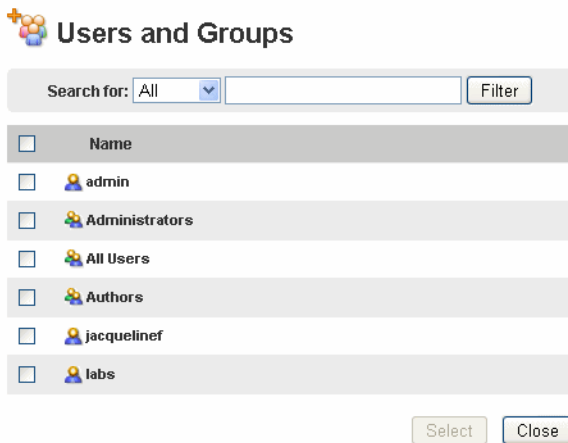 Users and Groups
Search for: All Filter
Name
admin
Administrators
All Users
Authors
jacquelinef
labs
Select Close